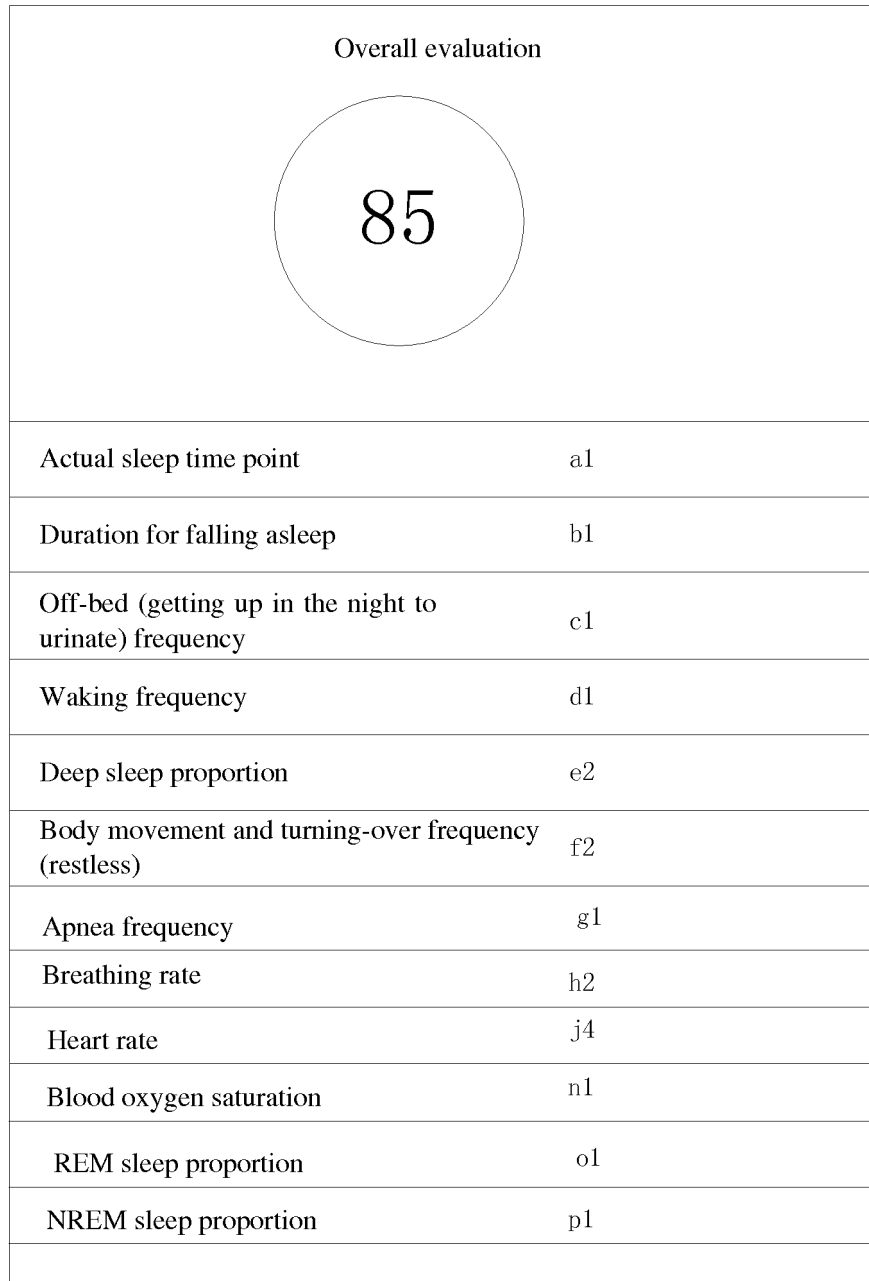 Overall evaluation
85
Actual sleep time point a1
Duration for falling asleep b1
Off-bed (getting up in the night to
urinate) frequency c1
Waking frequency d1
Deep sleep proportion e2
Body movement and turning-over frequency
(restless) f2
Apnea frequency g1
Breathing rate h2
Heart rate j4
Blood oxygen saturation n1
REM sleep proportion o1
NREM sleep proportion p1